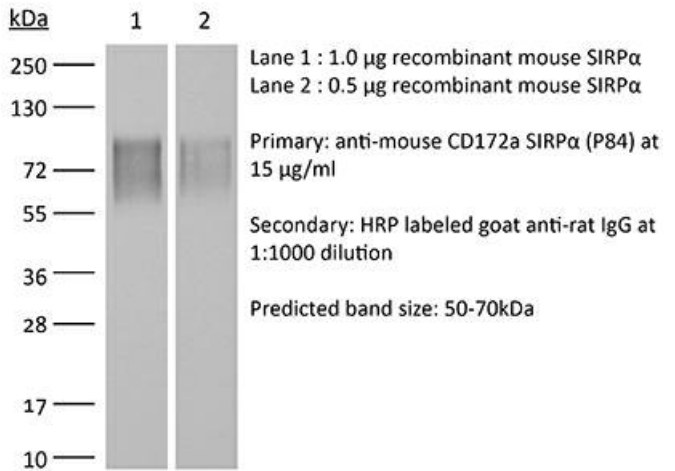 kDa
1 2
250
130
72
55
36
28
17
10
Lane 1 : 1.0 µg recombinant mouse SIRPα
Lane 2 : 0.5 µg recombinant mouse SIRPα
Primary: anti-mouse CD172a SIRPα (P84) at
15 µg/ml
Secondary: HRP labeled goat anti-rat IgG at
1:1000 dilution
Predicted band size: 50-70kDa